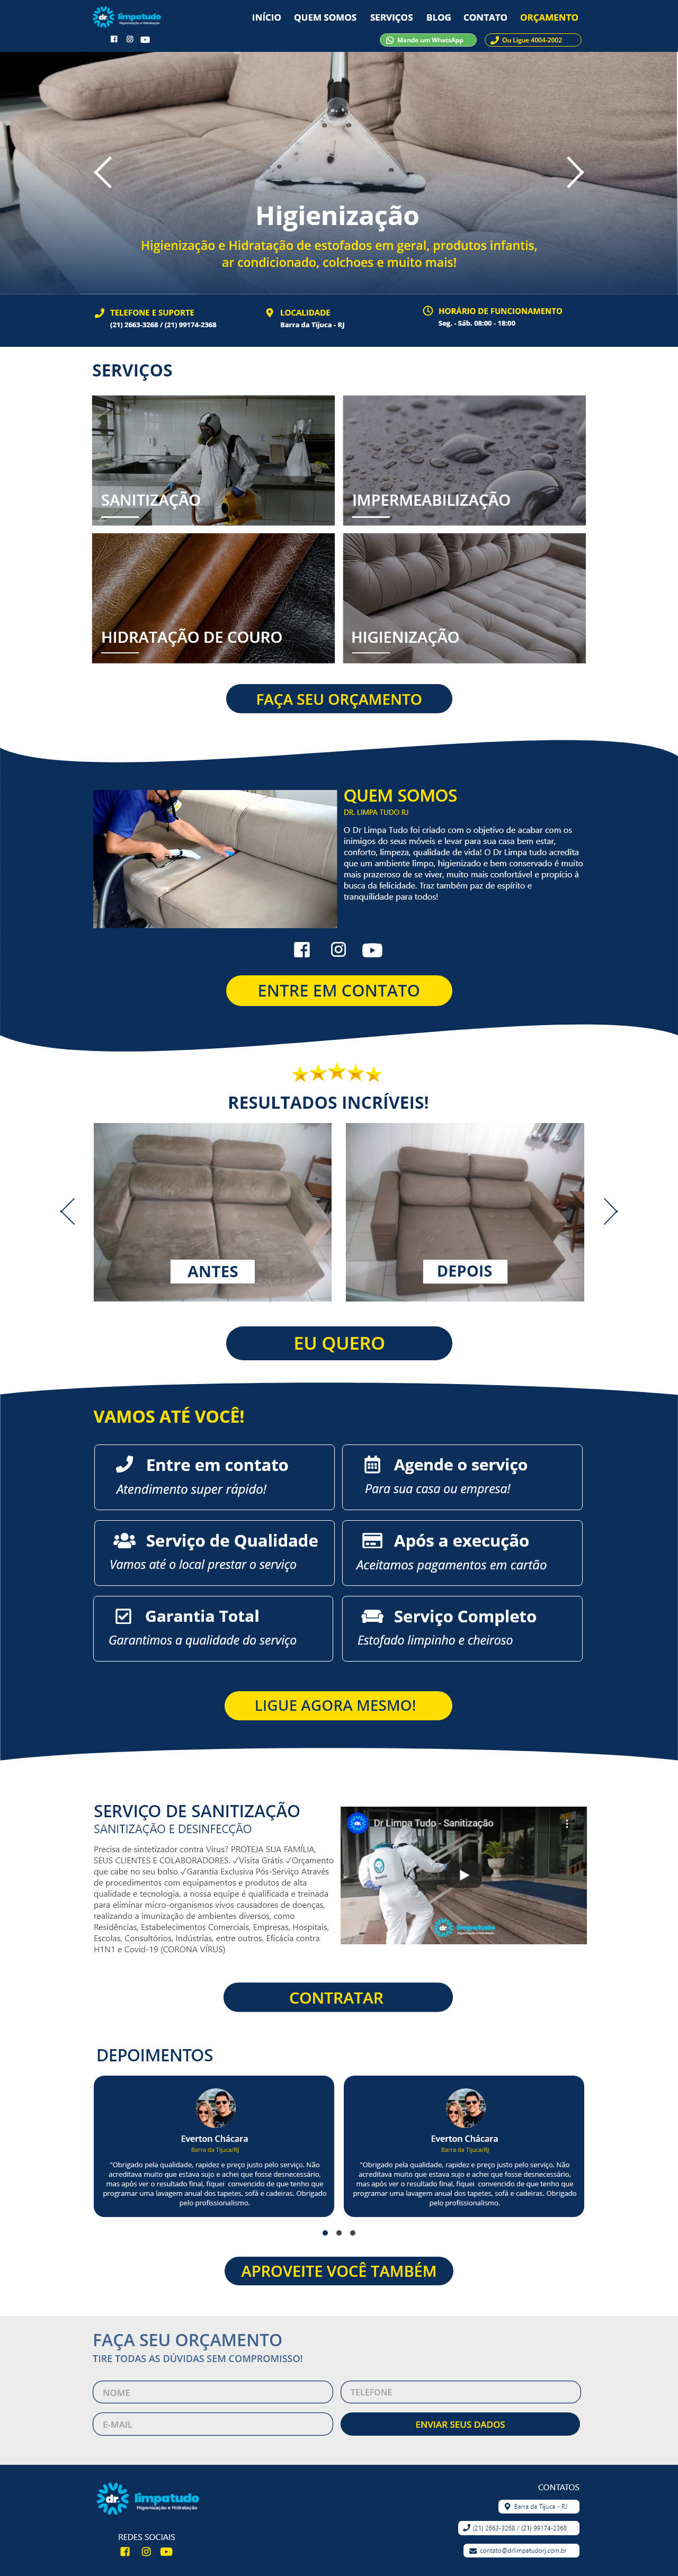 dr. limpatudo
Higienização e Hidratação
INÍCIO QUEM SOMOS SERVIÇOS BLOG CONTATO ORÇAMENTO
Mande um WhatsApp
Ou Ligue 4004-2002
Higienização
Higienização e Hidratação de estofados em geral, produtos infantis,
ar condicionado, colchoes e muito mais!
TELEFONE E SUPORTE
(21) 2663-3268 / (21) 99174-2368
LOCALIDADE
Barra da Tijuca - RJ
HORÁRIO DE FUNCIONAMENTO
Seg. - Sáb. 08:00 - 18:00
SERVIÇOS
SANITIZAÇÃO
IMPERMEABILIZAÇÃO
HIDRATAÇÃO DE COURO
HIGIENIZAÇÃO
FAÇA SEU ORÇAMENTO
QUEM SOMOS
DR. LIMPA TUDO RJ
O Dr Limpa Tudo foi criado com o objetivo de acabar com os
inimigos do seus móveis e levar para sua casa bem estar,
conforto, limpeza, qualidade de vida! O Dr Limpa tudo acredita
que um ambiente limpo, higienizado e bem conservado é muito
mais prazeroso de se viver, muito mais confortável e propício à
busca da felicidade. Traz também paz de espírito e
tranquilidade para todos!
ENTRE EM CONTATO
RESULTADOS INCRÍVEIS!
ANTES
DEPOIS
EU QUERO
VAMOS ATÉ VOCÊ!
Entre em contato
Atendimento super rápido!
Agende o serviço
Para sua casa ou empresa!
Serviço de Qualidade
Vamos até o local prestar o serviço
Após a execução
Aceitamos pagamentos em cartão
Garantia Total
Garantimos a qualidade do serviço
Serviço Completo
Estofado limpinho e cheiroso
LIGUE AGORA MESMO!
SERVIÇO DE SANITIZAÇÃO
SANITIZAÇÃO E DESINFECÇÃO
Precisa de sintetizador contra Virus? PROTEJA SUA FAMÍLIA,
SEUS CLIENTES E COLABORADORES. ✓Visita Grátis ✓Orçamento
que cabe no seu bolso ✓Garantia Exclusiva Pós-Serviço Através
de procedimentos com equipamentos e produtos de alta
qualidade e tecnologia, a nossa equipe é qualificada e treinada
para eliminar micro-organismos vivos causadores de doenças,
realizando a imunização de ambientes diversos, como
Residências, Estabelecimentos Comerciais, Empresas, Hospitais,
Escolas, Consultórios, Indústrias, entre outros. Eficácia contra
H1N1 e Covid-19 (CORONA VÍRUS)
Dr Limpa Tudo - Sanitização
dr. limpatudo
Higienização e Hidratação
CONTRATAR
DEPOIMENTOS
Everton Chácara
Barra da Tijuca/RJ
"Obrigado pela qualidade, rapidez e preço justo pelo serviço. Não
acreditava muito que estava sujo e achei que fosse desnecessário,
mas após ver o resultado final, fiquei convencido de que tenho que
programar uma lavagem anual dos tapetes, sofá e cadeiras. Obrigado
pelo profissionalismo.
Everton Chácara
Barra da Tijuca/RJ
"Obrigado pela qualidade, rapidez e preço justo pelo serviço. Não
acreditava muito que estava sujo e achei que fosse desnecessário,
mas após ver o resultado final, fiquei convencido de que tenho que
programar uma lavagem anual dos tapetes, sofá e cadeiras. Obrigado
pelo profissionalismo.
APROVEITE VOCÊ TAMBÉM
FAÇA SEU ORÇAMENTO
TIRE TODAS AS DÚVIDAS SEM COMPROMISSO!
NOME
TELEFONE
E-MAIL
ENVIAR SEUS DADOS
dr. limpatudo
Higienização e Hidratação
REDES SOCIAIS
CONTATOS
Barra da Tijuca - RJ
(21) 2663-3268 / (21) 99174-2368
contato@drlimpatudorj.com.br